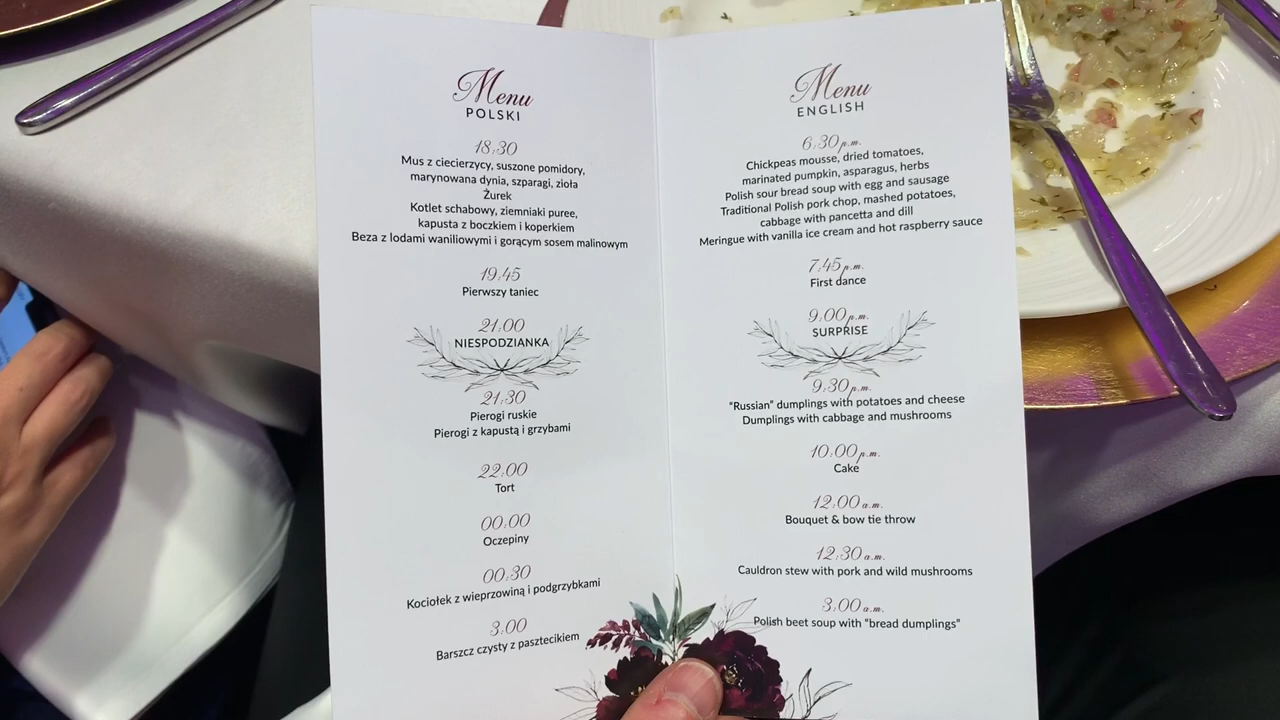 Menu
POLSKI
18:30
Mus z ciecierzycy, suszone pomidory,
marynowana dynia, szparagi, zioła
Żurek
Kotlet schabowy, ziemniaki puree,
kapusta z boczkiem i koperkiem
Beza z lodami waniliowymi i gorącym sosem malinowym
19:45
Pierwszy taniec
21:00
NIESPODZIANKA
21:30
Pierogi ruskie
Pierogi z kapustą i grzybami
22:00
Tort
00:00
Oczepiny
00:30
Kociołek z wieprzowiną i podgrzybkami
3:00
Barszcz czysty z pasztecikiem
Menu
ENGLISH
6:30 p.m.
Chickpeas mousse, dried tomatoes,
marinated pumpkin, asparagus, herbs
Polish sour bread soup with egg and sausage
Traditional Polish pork chop, mashed potatoes,
cabbage with pancetta and dill
Meringue with vanilla ice cream and hot raspberry sauce
7:45 p.m.
First dance
9:00 p.m.
SURPRISE
9:30 p.m.
"Russian" dumplings with potatoes and cheese
Dumplings with cabbage and mushrooms
10:00 p.m.
Cake
12:00 a.m.
Bouquet & bow tie throw
12:30 a.m.
Cauldron stew with pork and wild mushrooms
3:00 a.m.
Polish beet soup with "bread dumplings"